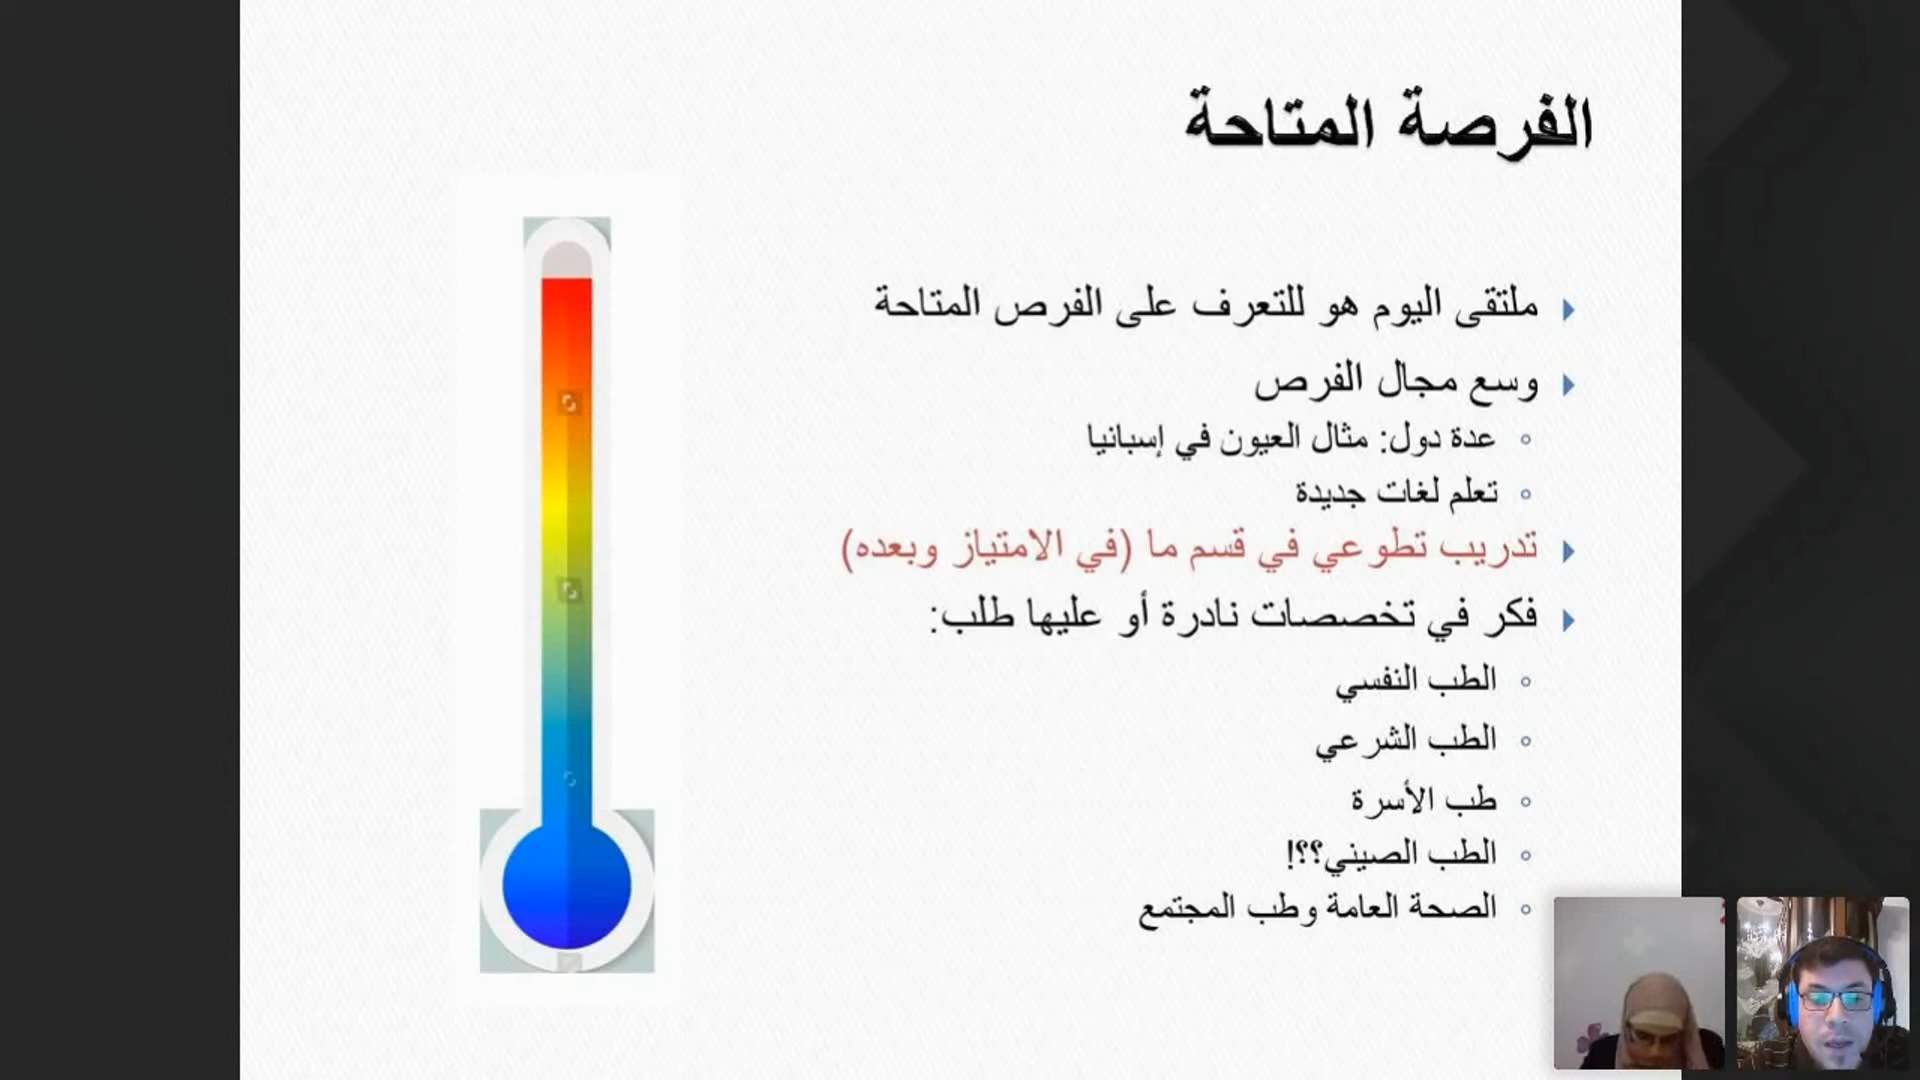 الفرصة المتاحة
ملتقى اليوم هو للتعرف على الفرص المتاحة
وسع مجال الفرص
عدة دول: مثال العيون في إسبانيا
تعلم لغات جديدة
تدريب تطوعي في قسم ما (في الامتياز وبعده)
فكر في تخصصات نادرة أو عليها طلب:
الطب النفسي
الطب الشرعي
طب الأسرة
الطب الصيني؟؟!
الصحة العامة وطب المجتمع